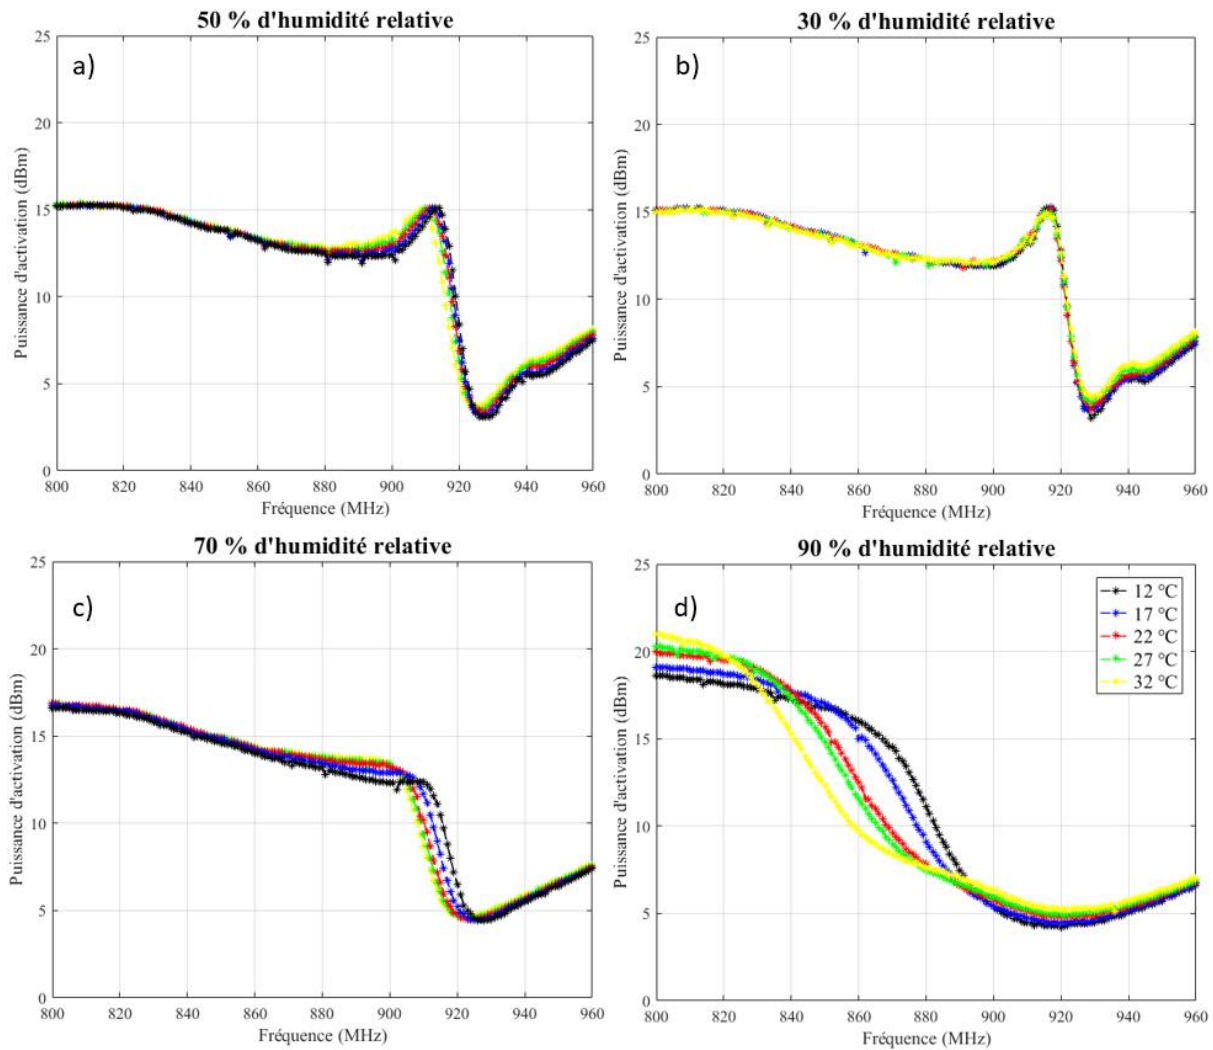 50 % d'humidité relative
a)
Puissance d'activation (dBm)
25
20
15
10
5
0
800 820 840 860 880 900 920 940 960
Fréquence (MHz)
30 % d'humidité relative
b)
Puissance d'activation (dBm)
25
20
15
10
5
0
800 820 840 860 880 900 920 940 960
Fréquence (MHz)
70 % d'humidité relative
c)
Puissance d'activation (dBm)
25
20
15
10
5
0
800 820 840 860 880 900 920 940 960
Fréquence (MHz)
90 % d'humidité relative
d)
12 °C
17 °C
22 °C
27 °C
32 °C
Puissance d'activation (dBm)
25
20
15
10
5
0
800 820 840 860 880 900 920 940 960
Fréquence (MHz)